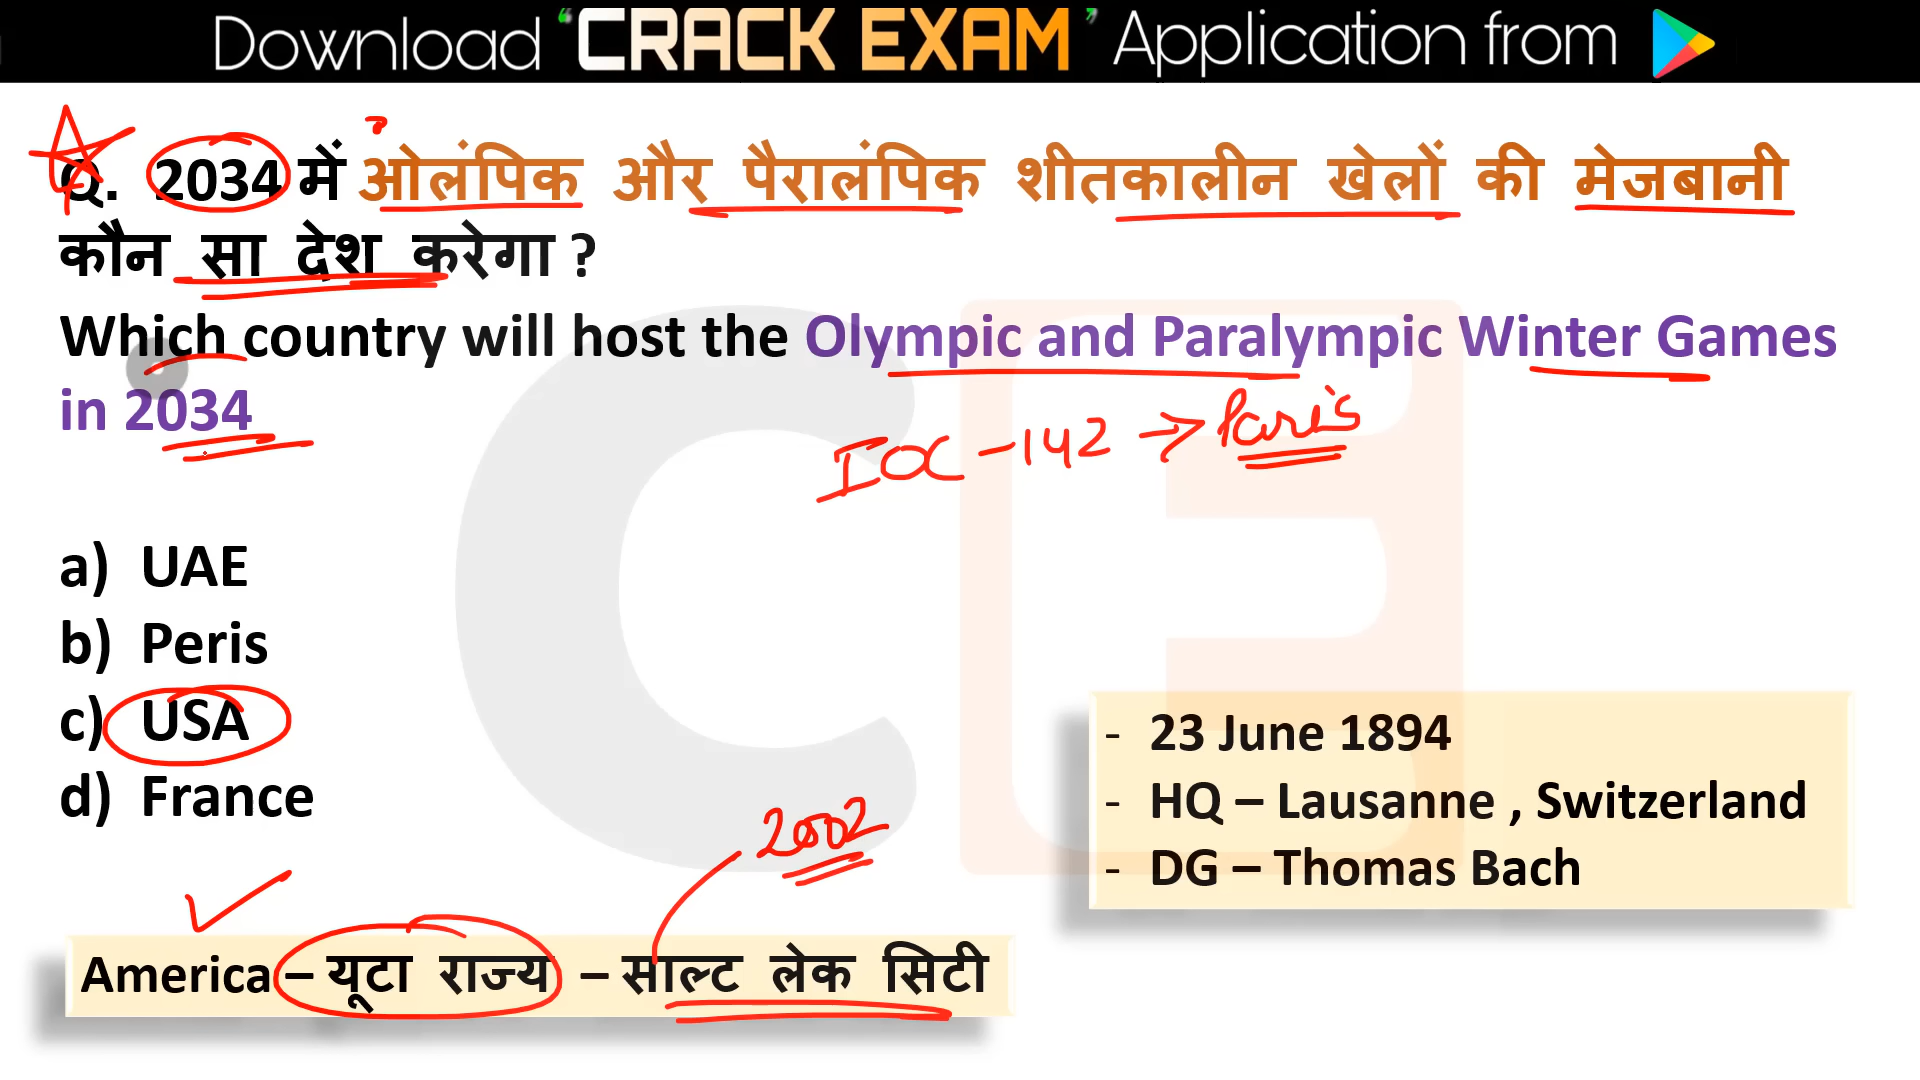 Download ‘CRACK EXAM’ Application from
Q. 2034 में ओलंपिक और पैरालंपिक शीतकालीन खेलों की मेजबानी
कौन सा देश करेगा ?
Which country will host the Olympic and Paralympic Winter Games
in 2034
IOC - 142 → Paris
a) UAE
b) Peris
c) USA
d) France
- 23 June 1894
- HQ – Lausanne , Switzerland
- DG – Thomas Bach
2002
America – यूटा राज्य – साल्ट लेक सिटी
CE